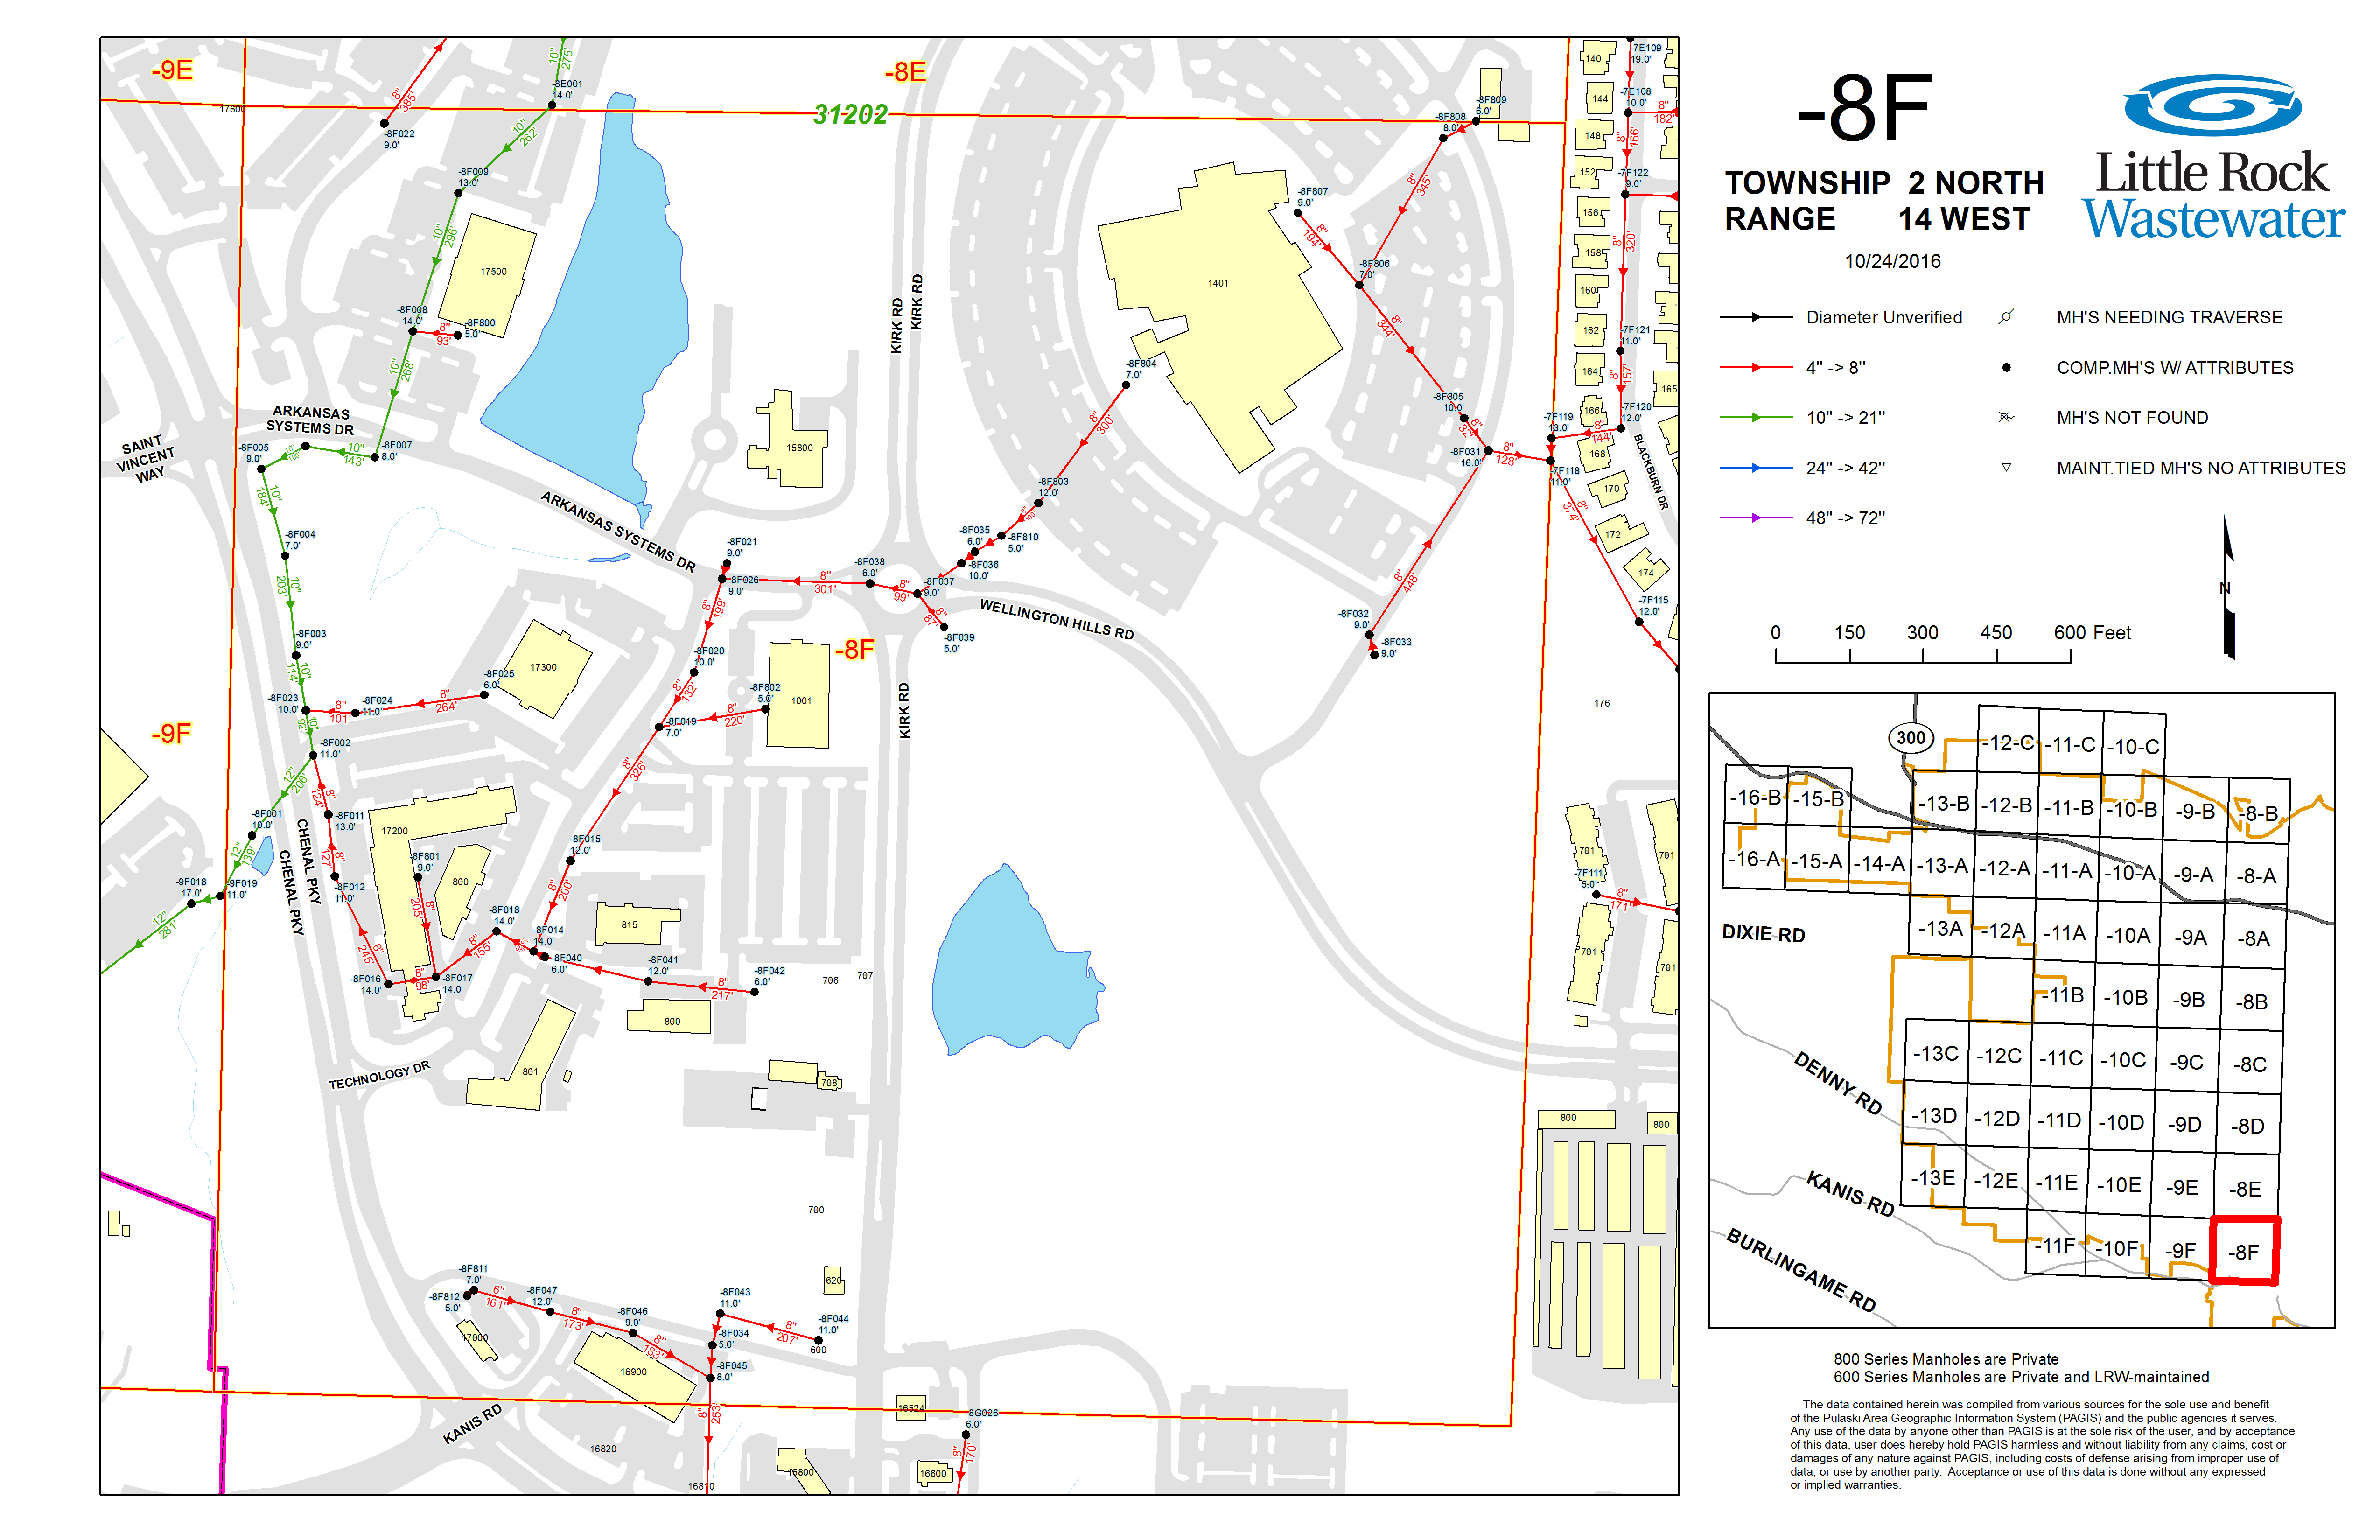 -9E
-8E
31202
17600
10"
275'
-8E001
14.0'
8"
385'
-8F022
9.0'
10"
262'
-8F009
13.0'
10"
296'
17500
-8F008
14.0'
8"
93'
-8F800
5.0'
10"
268'
ARKANSAS
SYSTEMS DR
SAINT
VINCENT
WAY
-8F005
9.0'
10"
143'
-8F007
8.0'
10"
184'
-8F004
7.0'
10"
203'
-8F003
9.0'
10"
114'
-8F023
10.0'
8"
101'
-8F024
11.0'
8"
264'
-8F025
6.0'
17300
10"
92'
-8F002
11.0'
12"
206'
-8F001
10.0'
12"
139'
-9F018
17.0'
-9F019
11.0'
12"
281'
-9F
CHENAL PKY
CHENAL PKY
8"
124'
-8F011
13.0'
8"
127'
-8F012
11.0'
8"
245'
-8F016
14.0'
8"
98'
-8F017
14.0'
17200
-8F801
9.0'
8"
205'
800
8"
155'
-8F018
14.0'
-8F014
14.0'
-8F040
6.0'
-8F041
12.0'
8"
217'
-8F042
6.0'
815
800
801
TECHNOLOGY DR
706
707
708
700
ARKANSAS SYSTEMS DR
15800
-8F021
9.0'
-8F026
9.0'
8"
199'
-8F020
10.0'
8"
132'
-8F019
7.0'
8"
220'
-8F802
5.0'
1001
8"
326'
-8F015
12.0'
8"
200'
8"
301'
-8F038
6.0'
8"
99'
-8F037
9.0'
8"
87'
-8F039
5.0'
-8F
KIRK RD
KIRK RD
KIRK RD
WELLINGTON HILLS RD
-8F035
6.0'
-8F036
10.0'
-8F810
5.0'
-8F803
12.0'
8"
300'
-8F804
7.0'
1401
-8F807
9.0'
8"
194'
-8F806
7.0'
8"
345'
-8F808
8.0'
-8F809
6.0'
8"
344'
-8F805
10.0'
8"
82'
-8F031
16.0'
8"
128'
8"
448'
-8F032
9.0'
-8F033
9.0'
-7E109
19.0'
-7E108
10.0'
8"
182'
8"
166'
-7F122
9.0'
8"
320'
-7F121
11.0'
8"
157'
-7F120
12.0'
8"
144'
-7F119
13.0'
-7F118
11.0'
8"
374'
-7F115
12.0'
BLACKBURN DR
140
144
148
152
156
158
160
162
164
165
166
168
170
172
174
176
701
701
701
701
-7F111
5.0'
8"
171'
800
800
-8F811
7.0'
-8F812
5.0'
6"
161'
-8F047
12.0'
8"
173'
-8F046
9.0'
8"
183'
17000
16900
-8F043
11.0'
8"
207'
-8F044
11.0'
600
620
-8F034
5.0'
-8F045
8.0'
8"
253'
KANIS RD
16820
16810
16800
16524
16600
-8G026
6.0'
8"
170'
-8F
TOWNSHIP 2 NORTH
RANGE 14 WEST
10/24/2016
Little Rock
Wastewater
Diameter Unverified
4" -> 8"
10" -> 21"
24" -> 42"
48" -> 72"
MH'S NEEDING TRAVERSE
COMP.MH'S W/ ATTRIBUTES
MH'S NOT FOUND
MAINT.TIED MH'S NO ATTRIBUTES
N
0 150 300 450 600 Feet
300
-12-C -11-C -10-C
-16-B -15-B -13-B -12-B -11-B -10-B -9-B -8-B
-16-A -15-A -14-A -13-A -12-A -11-A -10-A -9-A -8-A
DIXIE RD
-13A -12A -11A -10A -9A -8A
-11B -10B -9B -8B
-13C -12C -11C -10C -9C -8C
DENNY RD
-13D -12D -11D -10D -9D -8D
KANIS RD
-13E -12E -11E -10E -9E -8E
BURLINGAME RD
-11F -10F -9F -8F
800 Series Manholes are Private
600 Series Manholes are Private and LRW-maintained
The data contained herein was compiled from various sources for the sole use and benefit
of the Pulaski Area Geographic Information System (PAGIS) and the public agencies it serves.
Any use of the data by anyone other than PAGIS is at the sole risk of the user, and by acceptance
of this data, user does hereby hold PAGIS harmless and without liability from any claims, cost or
damages of any nature against PAGIS, including costs of defense arising from improper use of
data, or use by another party. Acceptance or use of this data is done without any expressed
or implied warranties.